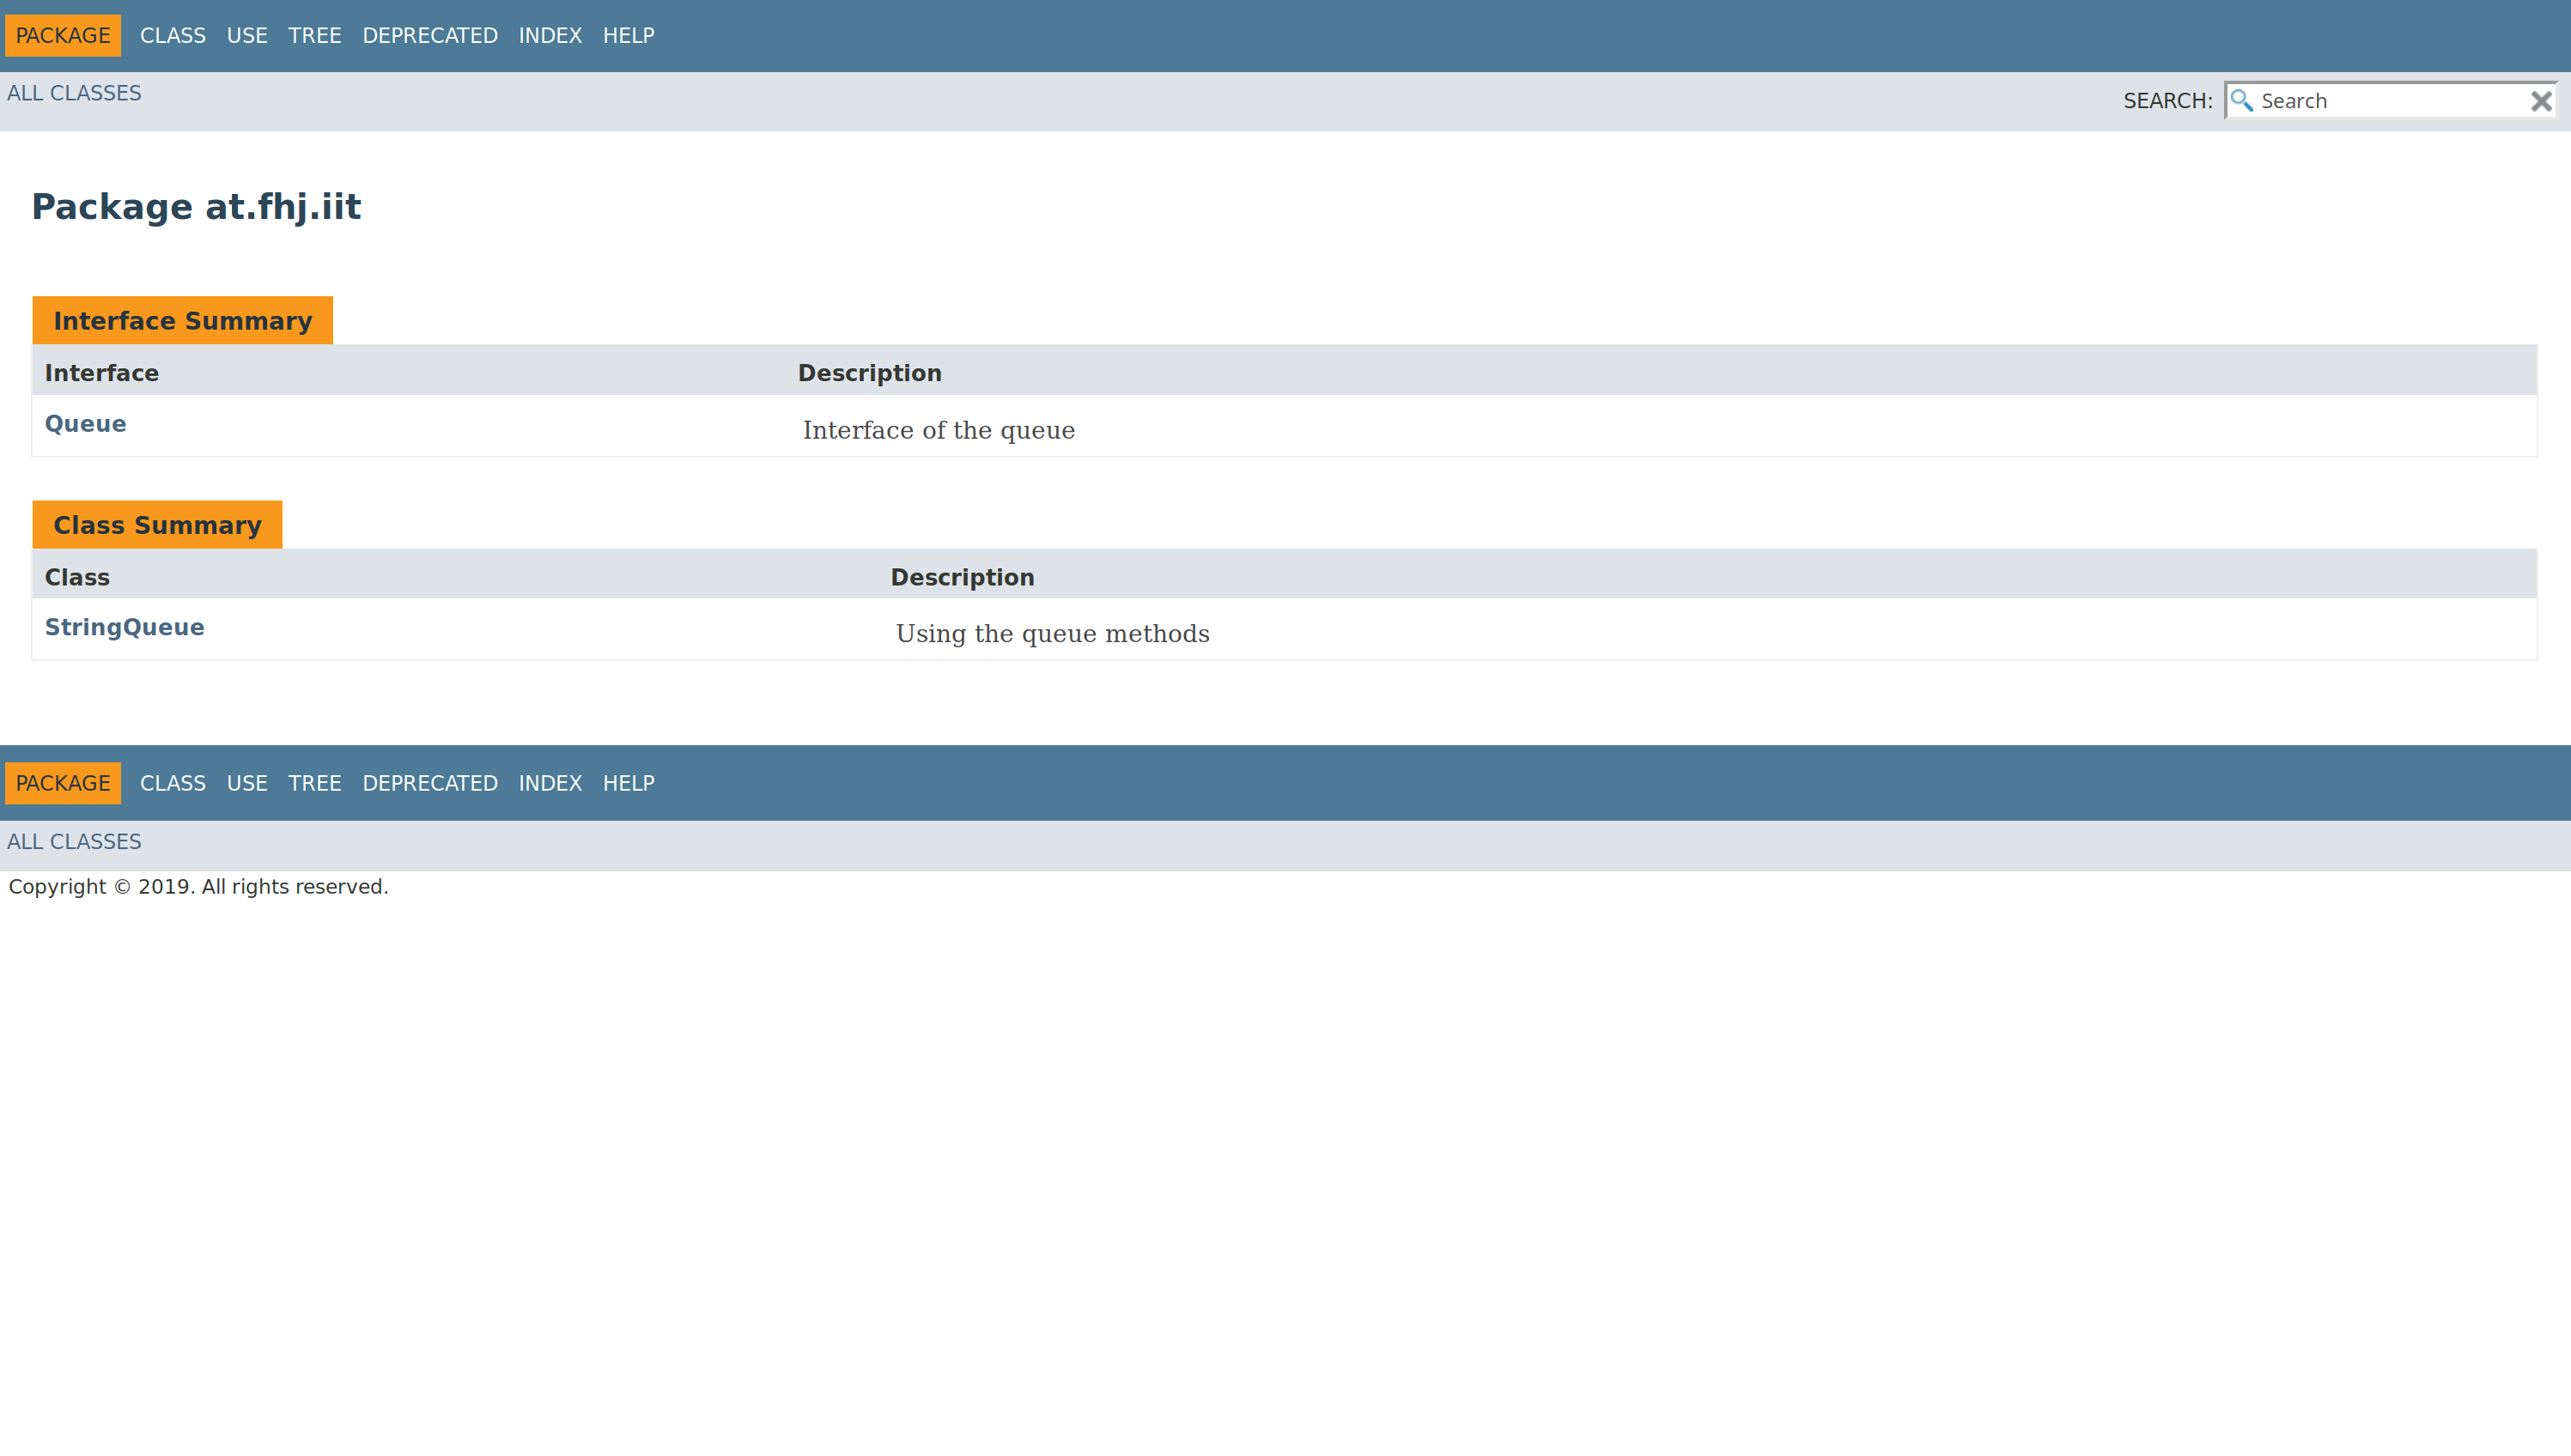 PACKAGE CLASS USE TREE DEPRECATED INDEX HELP
ALL CLASSES
SEARCH: Search
Package at.fhj.iit
Interface Summary
Interface Description
Queue Interface of the queue
Class Summary
Class Description
StringQueue Using the queue methods
PACKAGE CLASS USE TREE DEPRECATED INDEX HELP
ALL CLASSES
Copyright © 2019. All rights reserved.